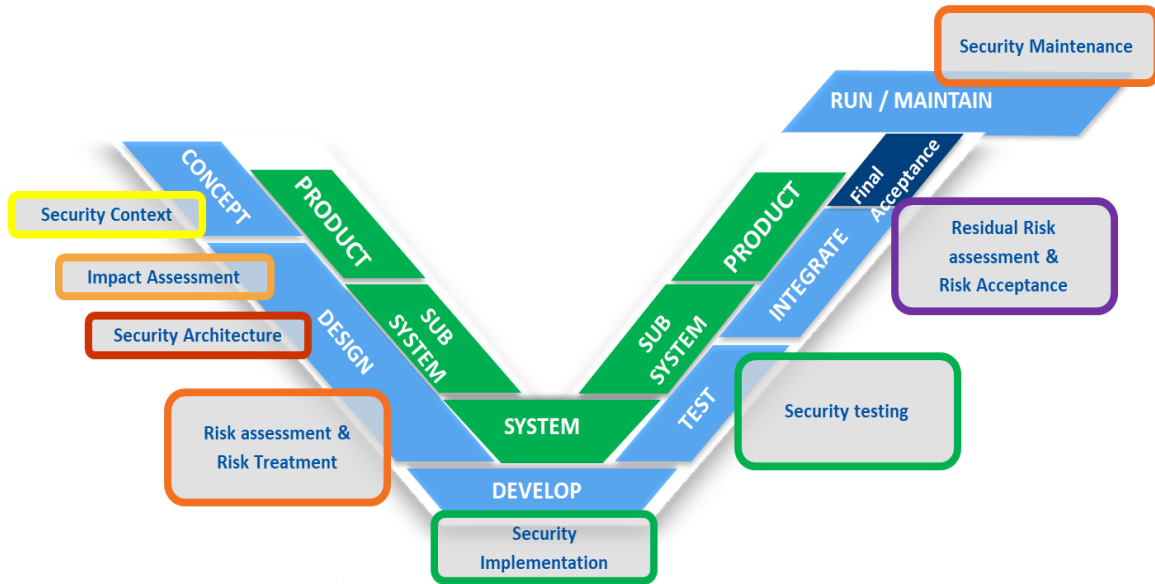 Security Maintenance
RUN / MAINTAIN
CONCEPT
PRODUCT
Final
Acceptance
PRODUCT
Security Context
Residual Risk
assessment &
Risk Acceptance
INTEGRATE
Impact Assessment
DESIGN
SUB
SYSTEM
SUB
SYSTEM
Security Architecture
TEST
Security testing
SYSTEM
Risk assessment &
Risk Treatment
DEVELOP
Security
Implementation